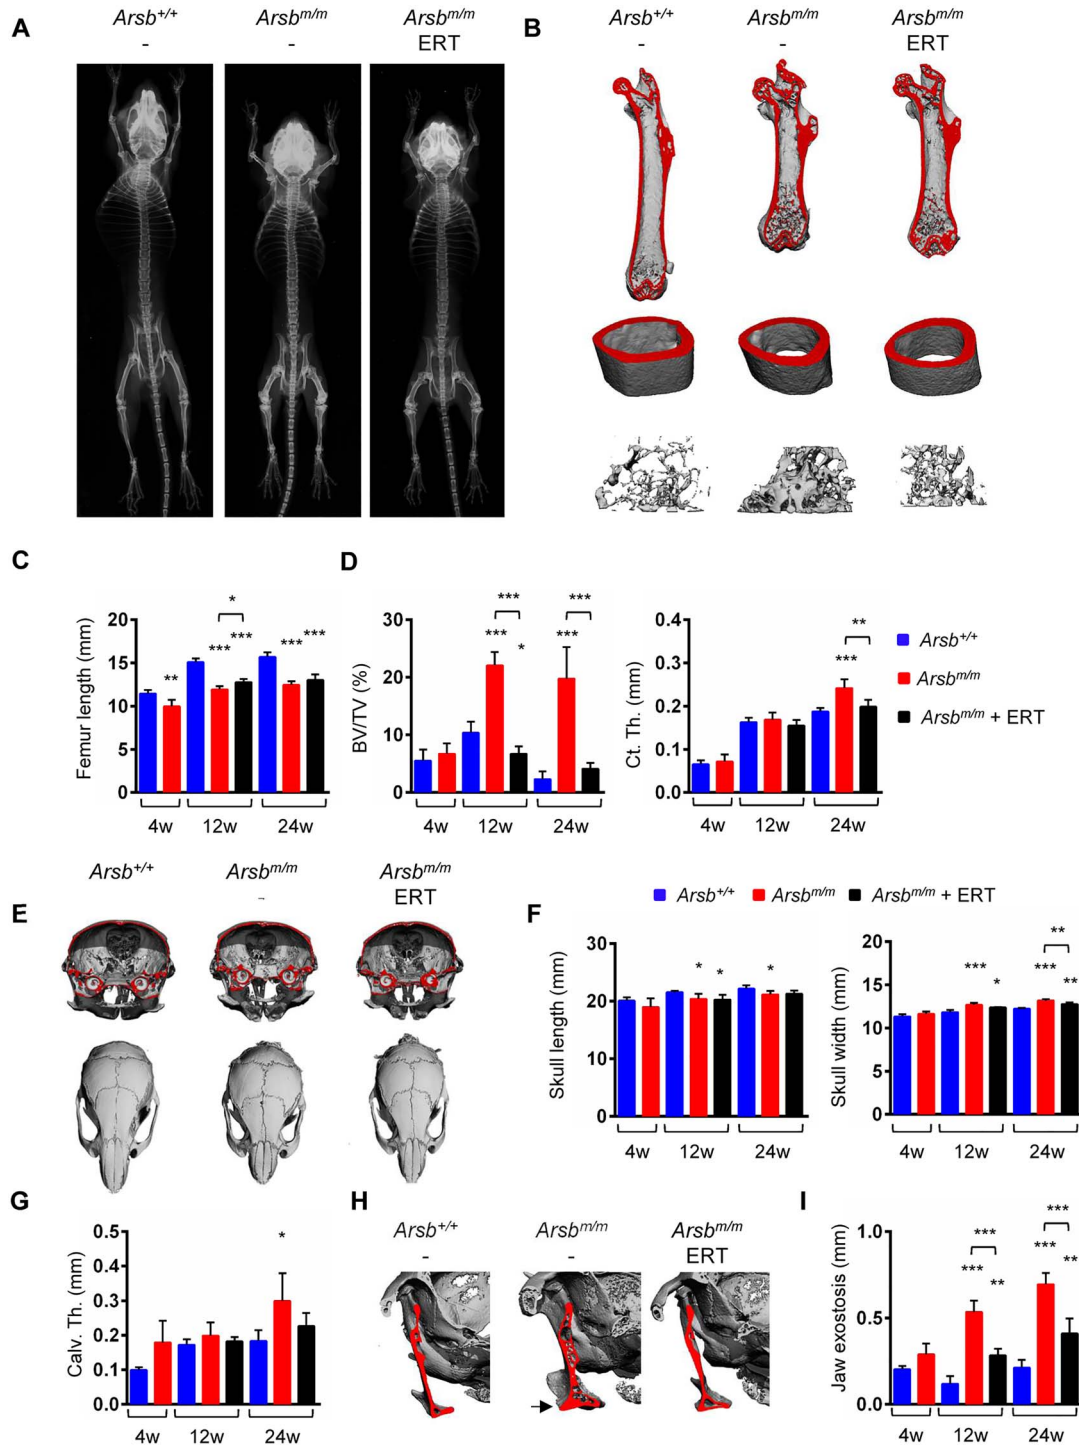 A
Arsb+/+
-
Arsbm/m
-
Arsbm/m
ERT
B
Arsb+/+
-
Arsbm/m
-
Arsbm/m
ERT
C
Femur length (mm)
20
15
10
5
0
**
***
***
*
***
***
4w
12w
24w
D
BV/TV (%)
30
20
10
0
***
***
*
***
***
4w
12w
24w
Ct. Th. (mm)
0.4
0.3
0.2
0.1
0.0
**
***
4w
12w
24w
Arsb+/+
Arsbm/m
Arsbm/m + ERT
E
Arsb+/+
Arsbm/m
-
Arsbm/m
ERT
F
Arsb+/+
Arsbm/m
Arsbm/m + ERT
Skull length (mm)
30
20
10
0
*
*
*
4w
12w
24w
Skull width (mm)
20
15
10
5
0
***
*
**
***
**
4w
12w
24w
G
Calv. Th. (mm)
0.5
0.4
0.3
0.2
0.1
0.0
*
4w
12w
24w
H
Arsb+/+
-
Arsbm/m
-
Arsbm/m
ERT
I
Jaw exostosis (mm)
1.0
0.5
0.0
***
***
**
***
***
**
4w
12w
24w